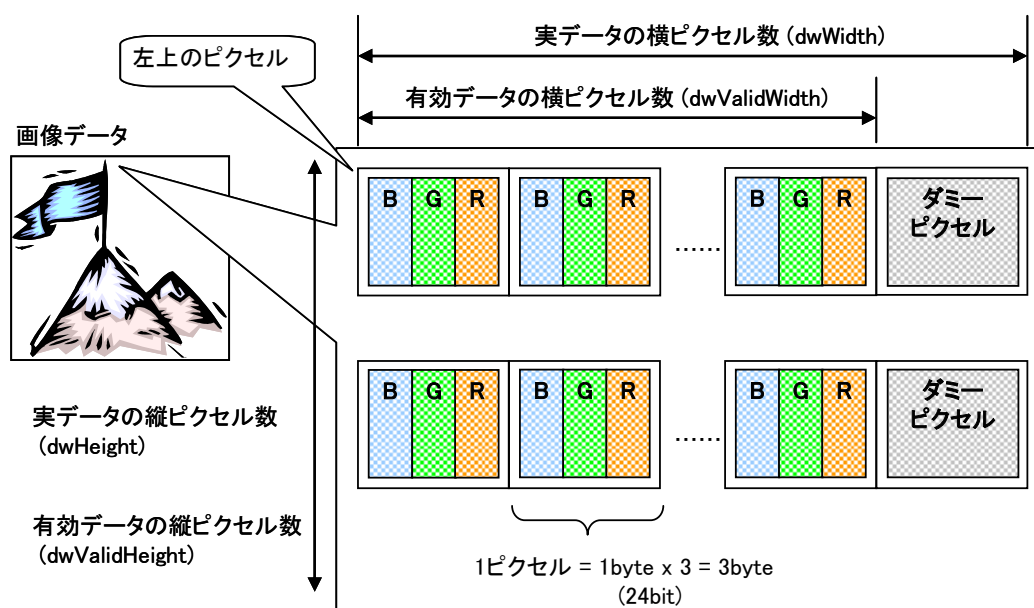 実データの横ピクセル数 (dwWidth)
左上のピクセル
有効データの横ピクセル数 (dwValidWidth)
画像データ
B G R B G R B G R ダミー
ピクセル
......
B G R B G R B G R ダミー
ピクセル
......
実データの縦ピクセル数
(dwHeight)
有効データの縦ピクセル数
(dwValidHeight)
1ピクセル = 1byte x 3 = 3byte
(24bit)